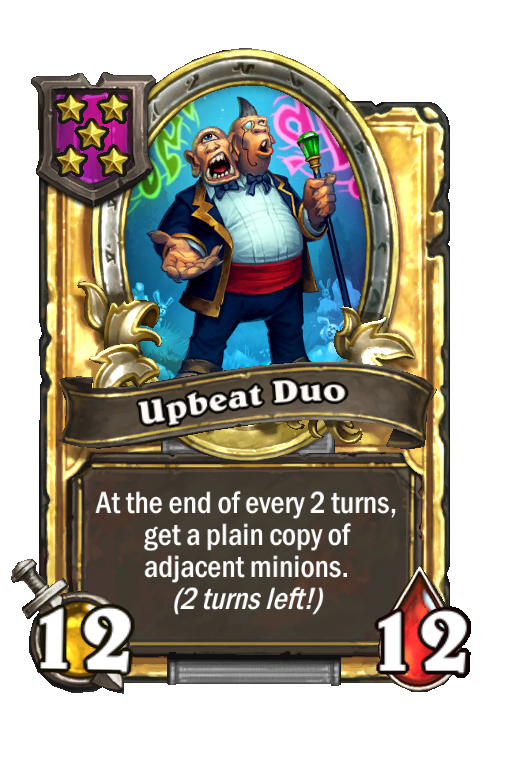 Upbeat Duo
At the end of every 2 turns,
get a plain copy of
adjacent minions.
(2 turns left!)
12
12